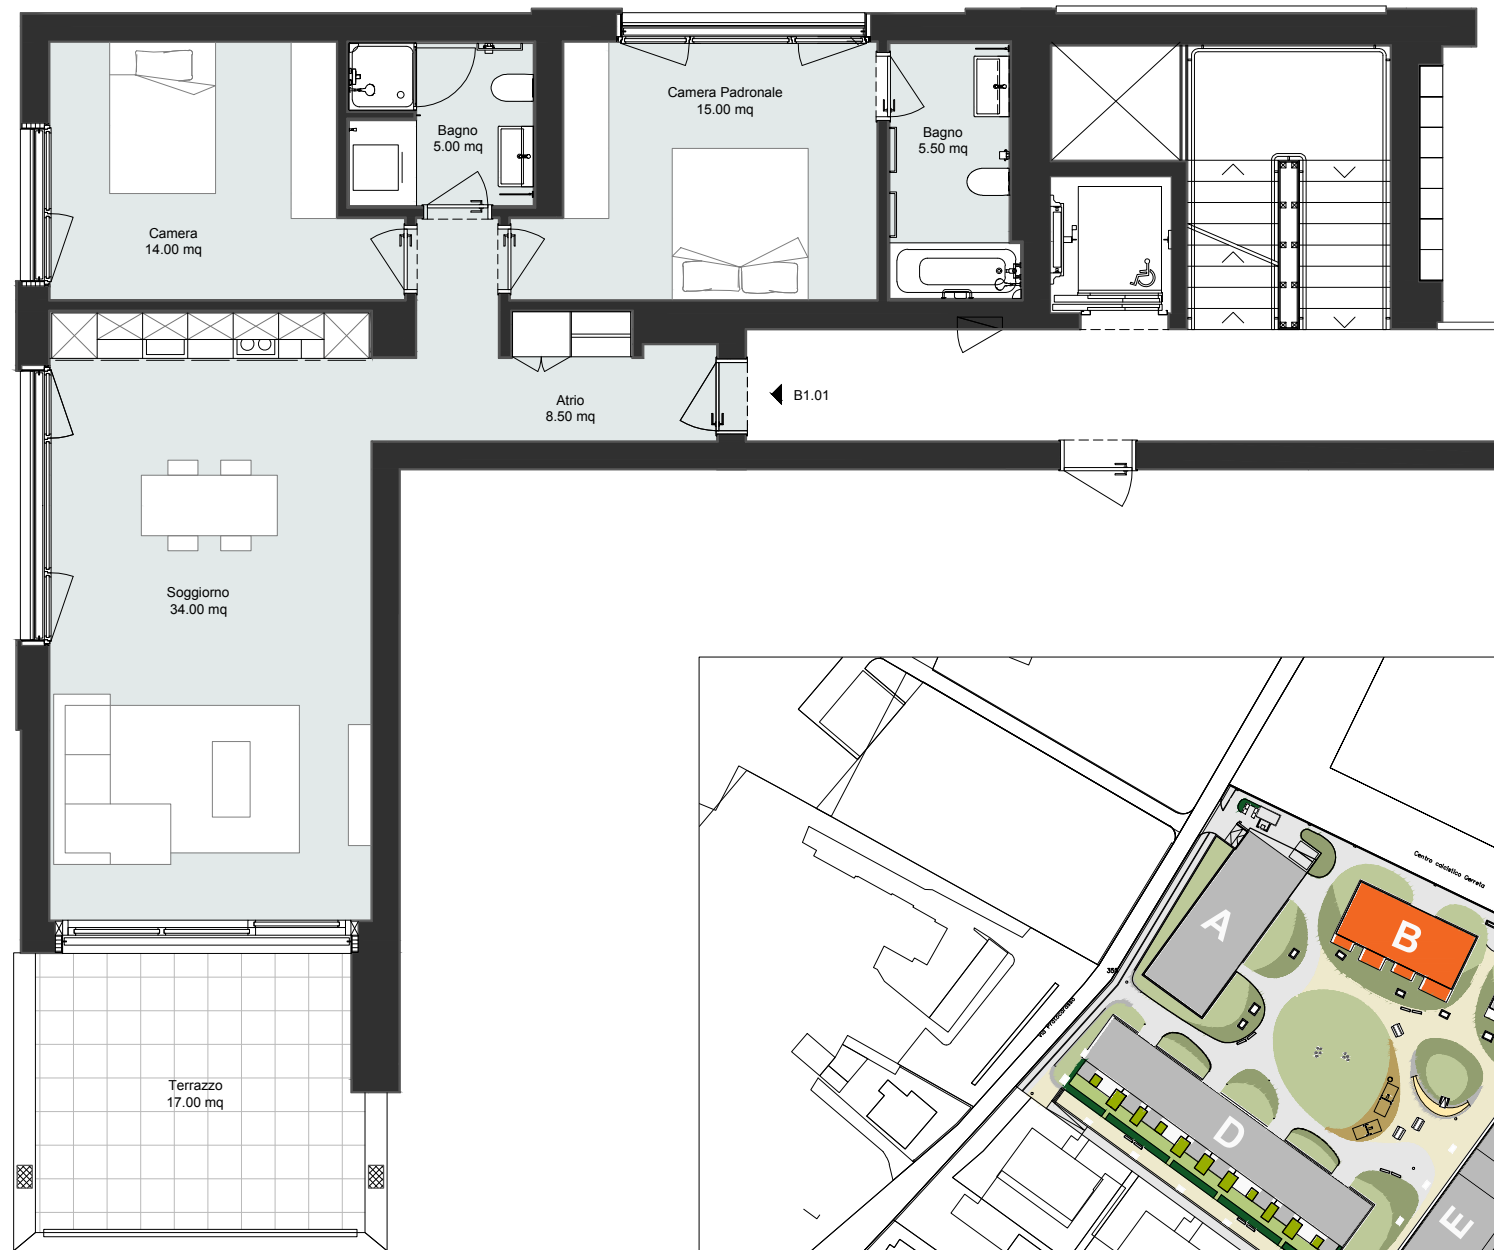 Camera Padronale
15.00 mq
Bagno
5.00 mq
Bagno
5.50 mq
Camera
14.00 mq
Atrio
8.50 mq
B1.01
Soggiorno
34.00 mq
Terrazzo
17.00 mq
Centro calcistico Gerreta
A
B
D
E